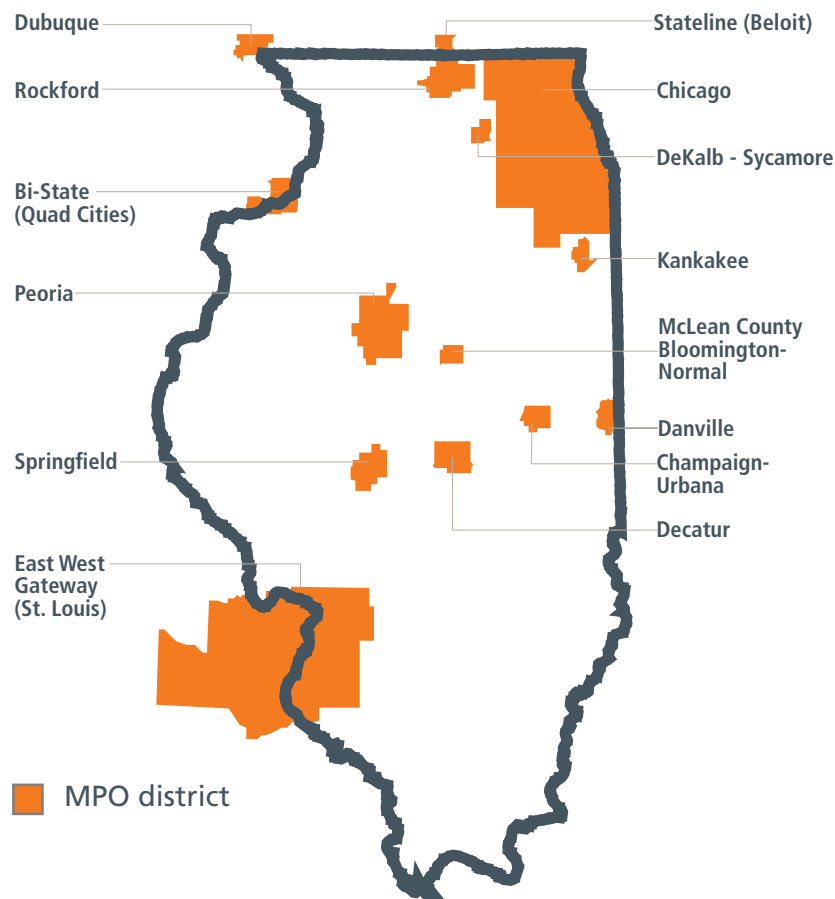 Dubuque
Stateline (Beloit)
Rockford
Chicago
DeKalb - Sycamore
Bi-State
(Quad Cities)
Kankakee
Peoria
McLean County
Bloomington-
Normal
Danville
Springfield
Champaign-
Urbana
Decatur
East West
Gateway
(St. Louis)
MPO district